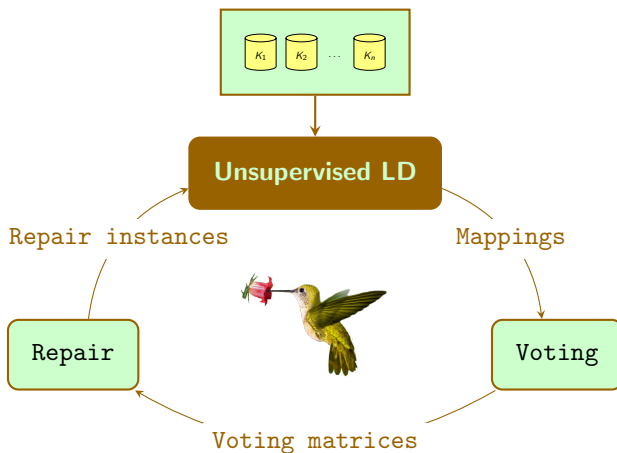 K1 K2 ... Kn
Unsupervised LD
Repair instances
Mappings
Repair
Voting
Voting matrices